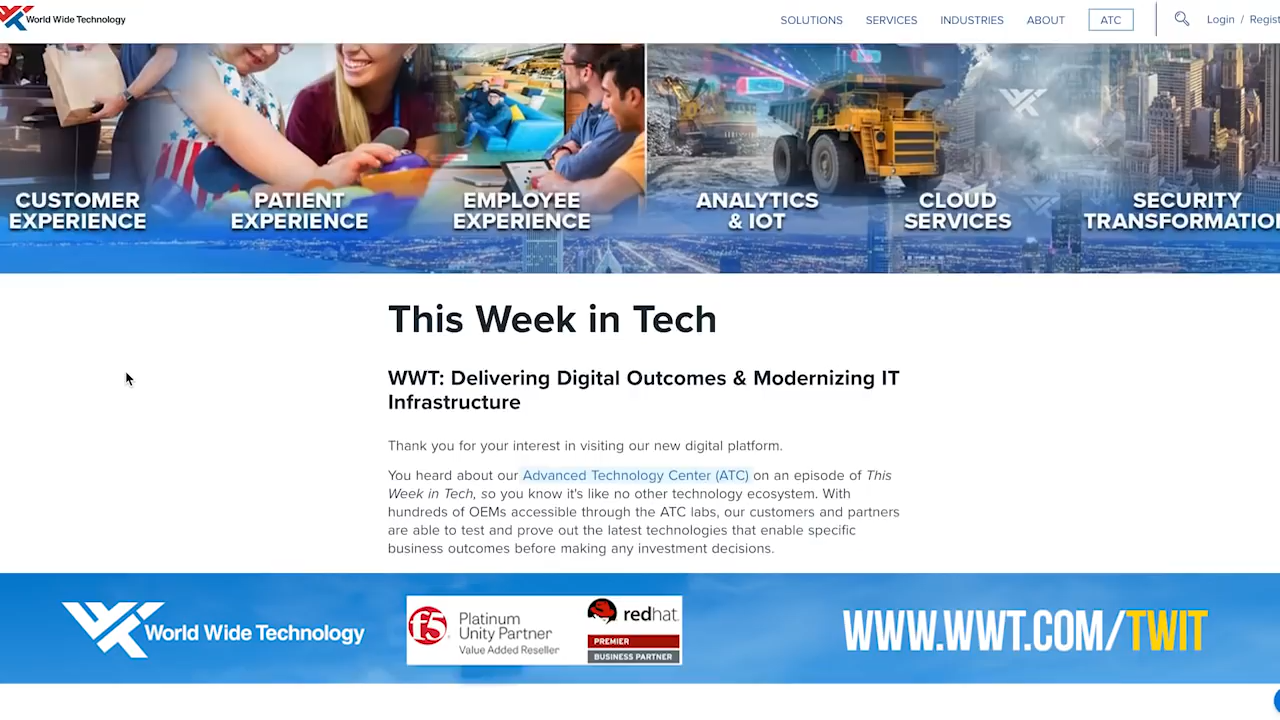 World Wide Technology
SOLUTIONS SERVICES INDUSTRIES ABOUT ATC Login / Regist
CUSTOMER
EXPERIENCE
PATIENT
EXPERIENCE
EMPLOYEE
EXPERIENCE
ANALYTICS
& IOT
CLOUD
SERVICES
SECURITY
TRANSFORMATIO
This Week in Tech
WWT: Delivering Digital Outcomes & Modernizing IT
Infrastructure
Thank you for your interest in visiting our new digital platform.
You heard about our Advanced Technology Center (ATC) on an episode of This
Week in Tech, so you know it's like no other technology ecosystem. With
hundreds of OEMs accessible through the ATC labs, our customers and partners
are able to test and prove out the latest technologies that enable specific
business outcomes before making any investment decisions.
World Wide Technology
f5
Platinum
Unity Partner
Value Added Reseller
redhat.
PREMIER
BUSINESS PARTNER
WWW.WWT.COM/TWIT